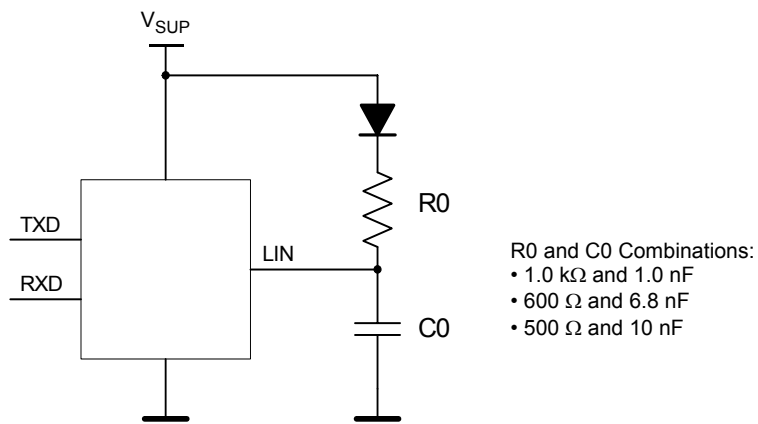 VSUP
R0
TXD
LIN
RXD
C0
R0 and C0 Combinations:
• 1.0 kΩ and 1.0 nF
• 600 Ω and 6.8 nF
• 500 Ω and 10 nF